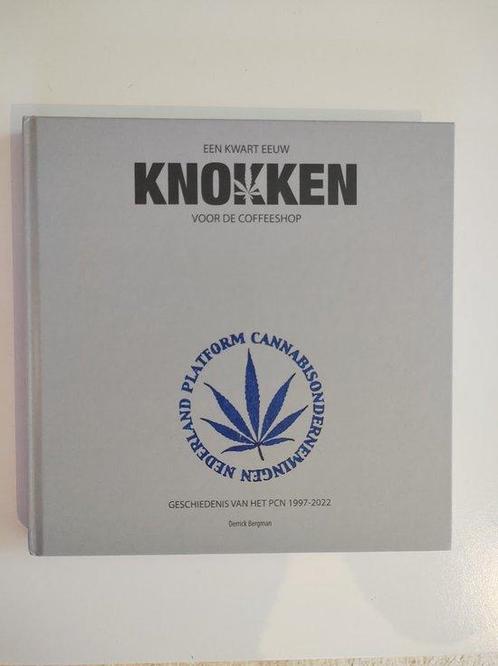 EEN KWART EEUW
KNOKKEN
VOOR DE COFFEESHOP
PLATFORM CANNABISONDERNEMINGEN NEDERLAND
GESCHIEDENIS VAN HET PCN 1997-2022
Derrick Bergman